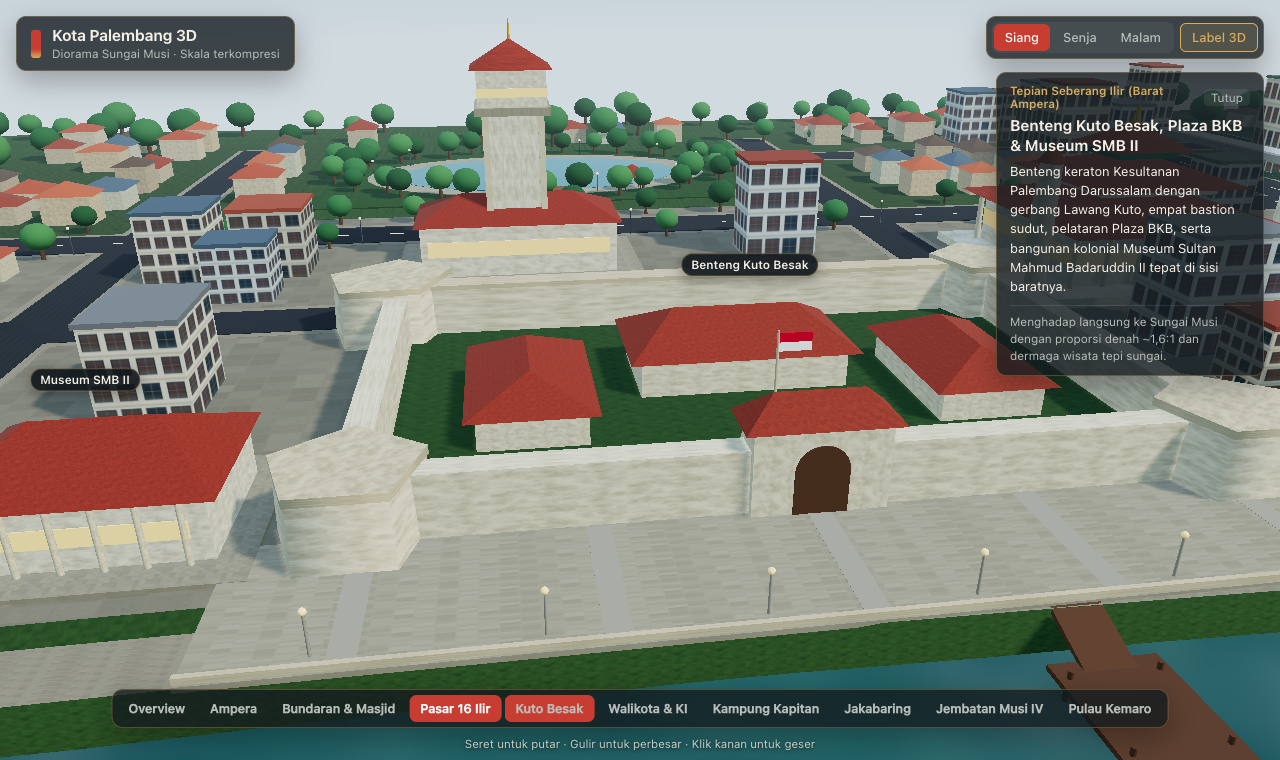 Kota Palembang 3D
Diorama Sungai Musi · Skala terkompresi
Siang
Senja
Malam
Label 3D
Tepian Seberang Ilir (Barat
Ampera)
Tutup
Benteng Kuto Besak, Plaza BKB
& Museum SMB II
Benteng keraton Kesultanan
Palembang Darussalam dengan
gerbang Lawang Kuto, empat bastion
sudut, pelataran Plaza BKB, serta
bangunan kolonial Museum Sultan
Mahmud Badaruddin II tepat di sisi
baratnya.
Menghadap langsung ke Sungai Musi
dengan proporsi denah ~1,6:1 dan
dermaga wisata tepi sungai.
Benteng Kuto Besak
Museum SMB II
Overview
Ampera
Bundaran & Masjid
Pasar 16 Ilir
Kuto Besak
Walikota & KI
Kampung Kapitan
Jakabaring
Jembatan Musi IV
Pulau Kemaro
Seret untuk putar · Gulir untuk perbesar · Klik kanan untuk geser